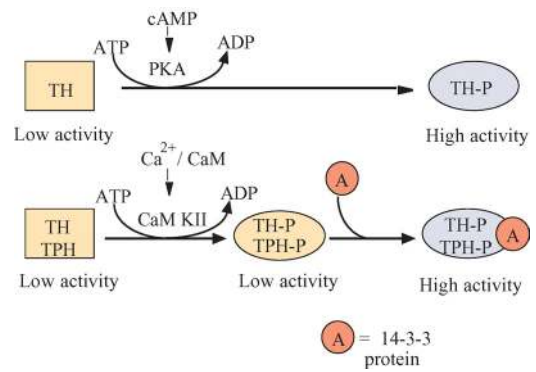 cAMP
ATP ADP
PKA
TH
TH-P
Low activity
High activity
Ca2+ / CaM
ATP ADP
CaM KII
A
TH
TPH
TH-P
TPH-P
TH-P
TPH-P
A
Low activity
Low activity
High activity
A = 14-3-3
protein